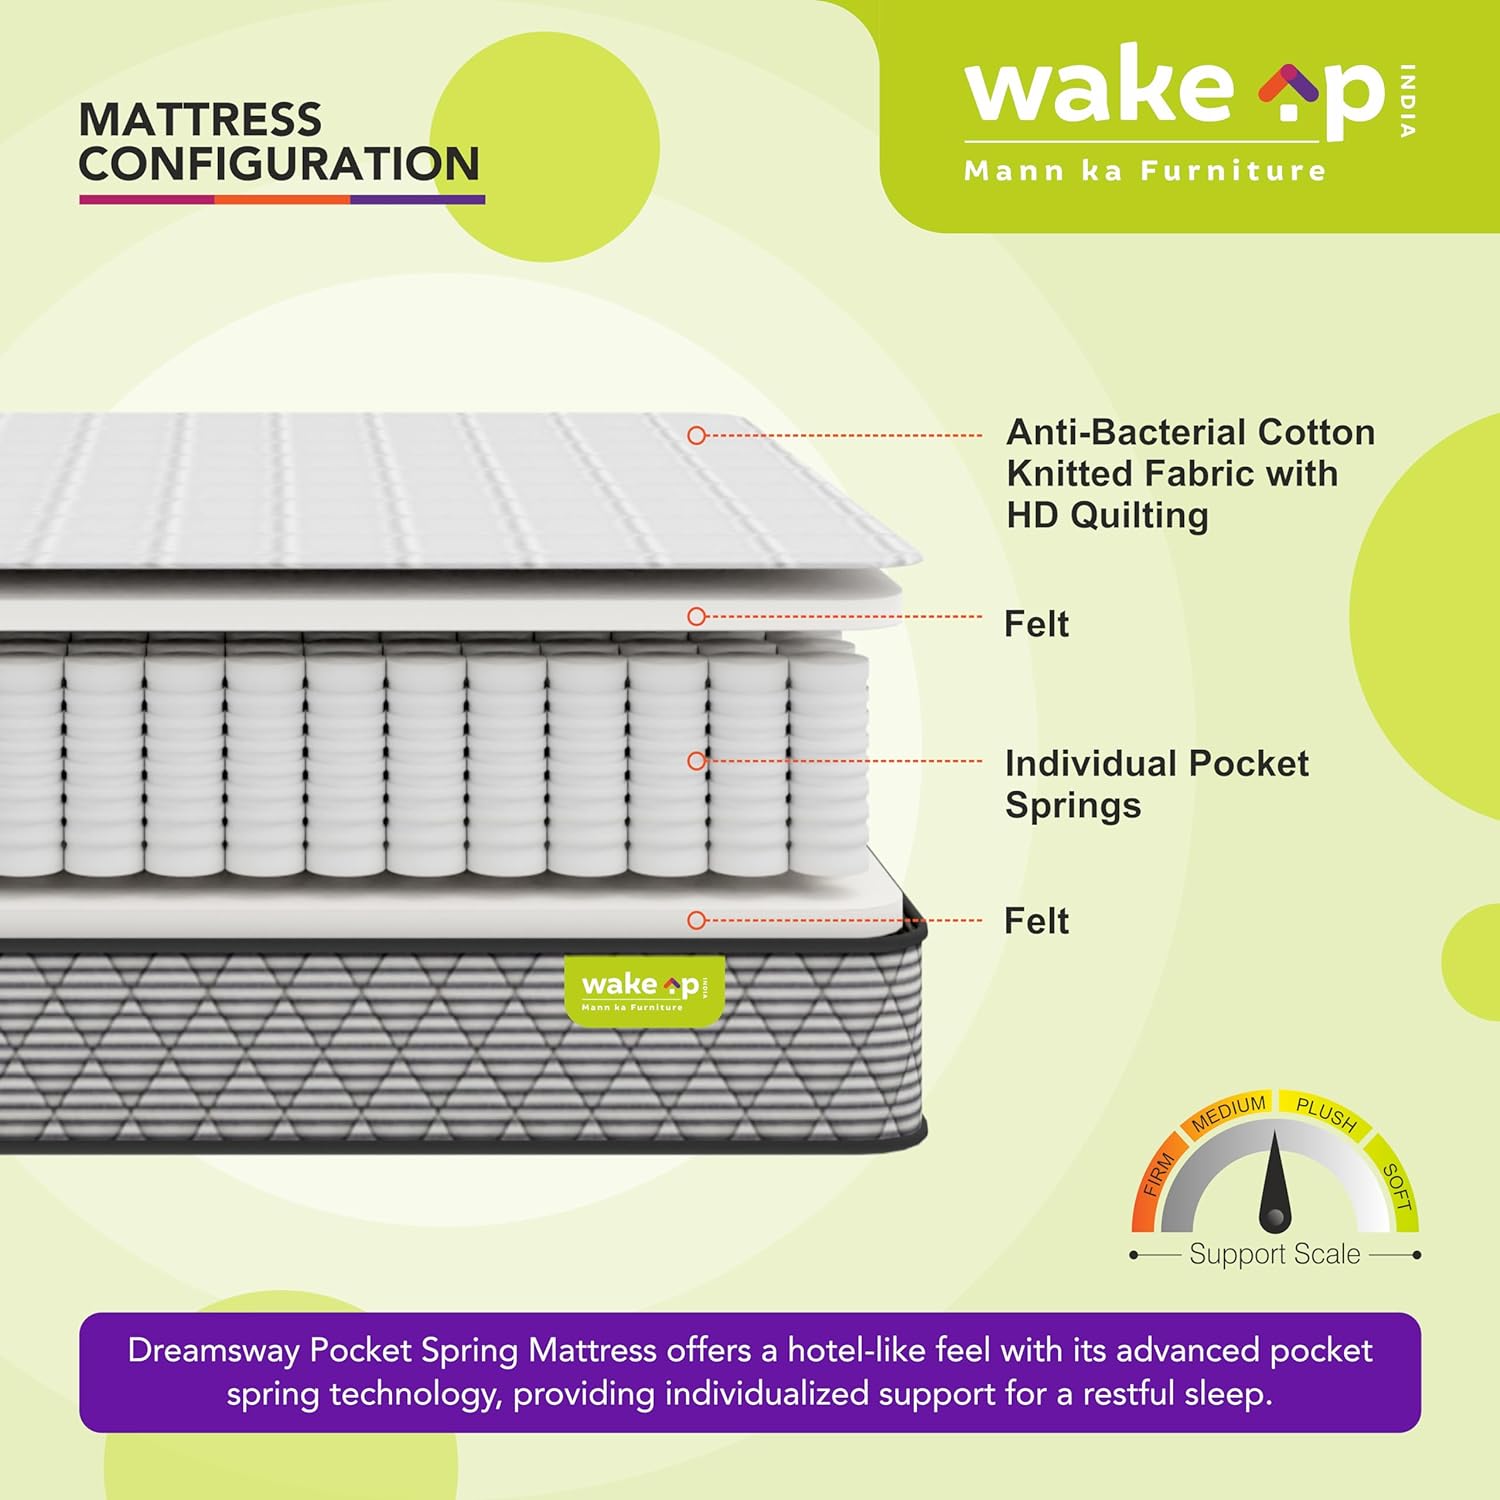 MATTRESS
CONFIGURATION
wake up INDIA
Mann ka Furniture
Anti-Bacterial Cotton
Knitted Fabric with
HD Quilting
Felt
Individual Pocket
Springs
Felt
wake up INDIA
Mann ka Furniture
FIRM MEDIUM PLUSH SOFT
Support Scale
Dreamsway Pocket Spring Mattress offers a hotel-like feel with its advanced pocket
spring technology, providing individualized support for a restful sleep.